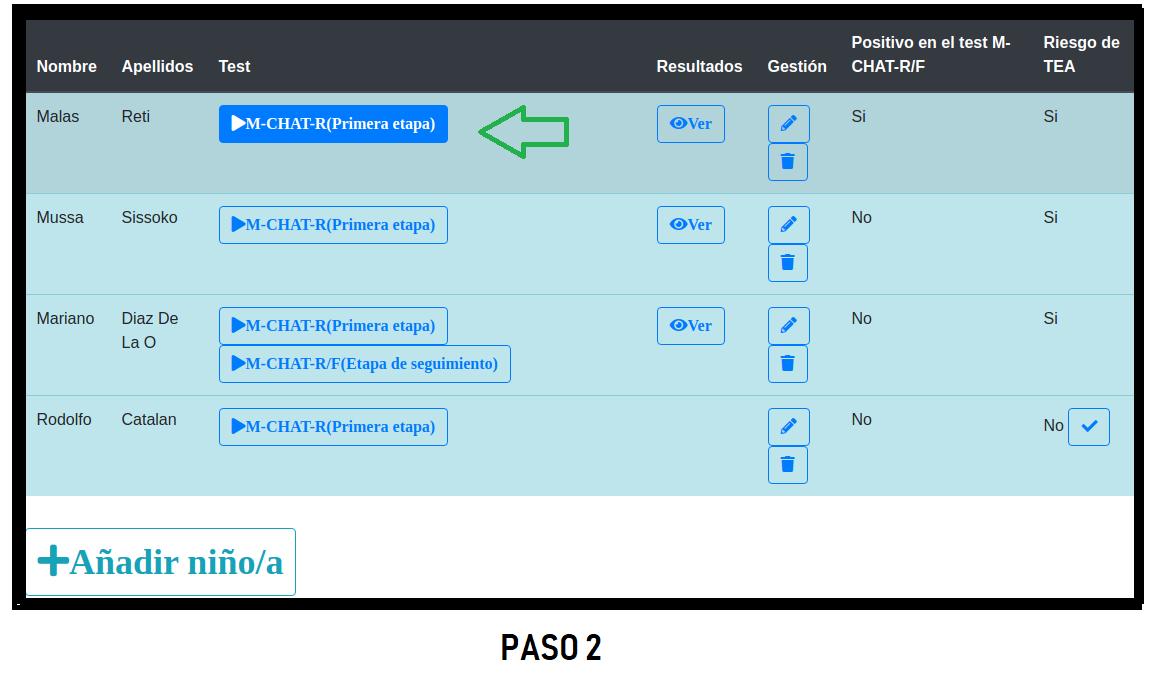 Nombre Apellidos Test Resultados Gestión Positivo en el test M-CHAT-R/F Riesgo de TEA
Malas Reti M-CHAT-R(Primera etapa) Ver Si Si
Mussa Sissoko M-CHAT-R(Primera etapa) Ver No Si
Mariano Diaz De La O M-CHAT-R(Primera etapa) Ver No Si
M-CHAT-R/F(Etapa de seguimiento)
Rodolfo Catalan M-CHAT-R(Primera etapa) No No
+Añadir niño/a
PASO 2